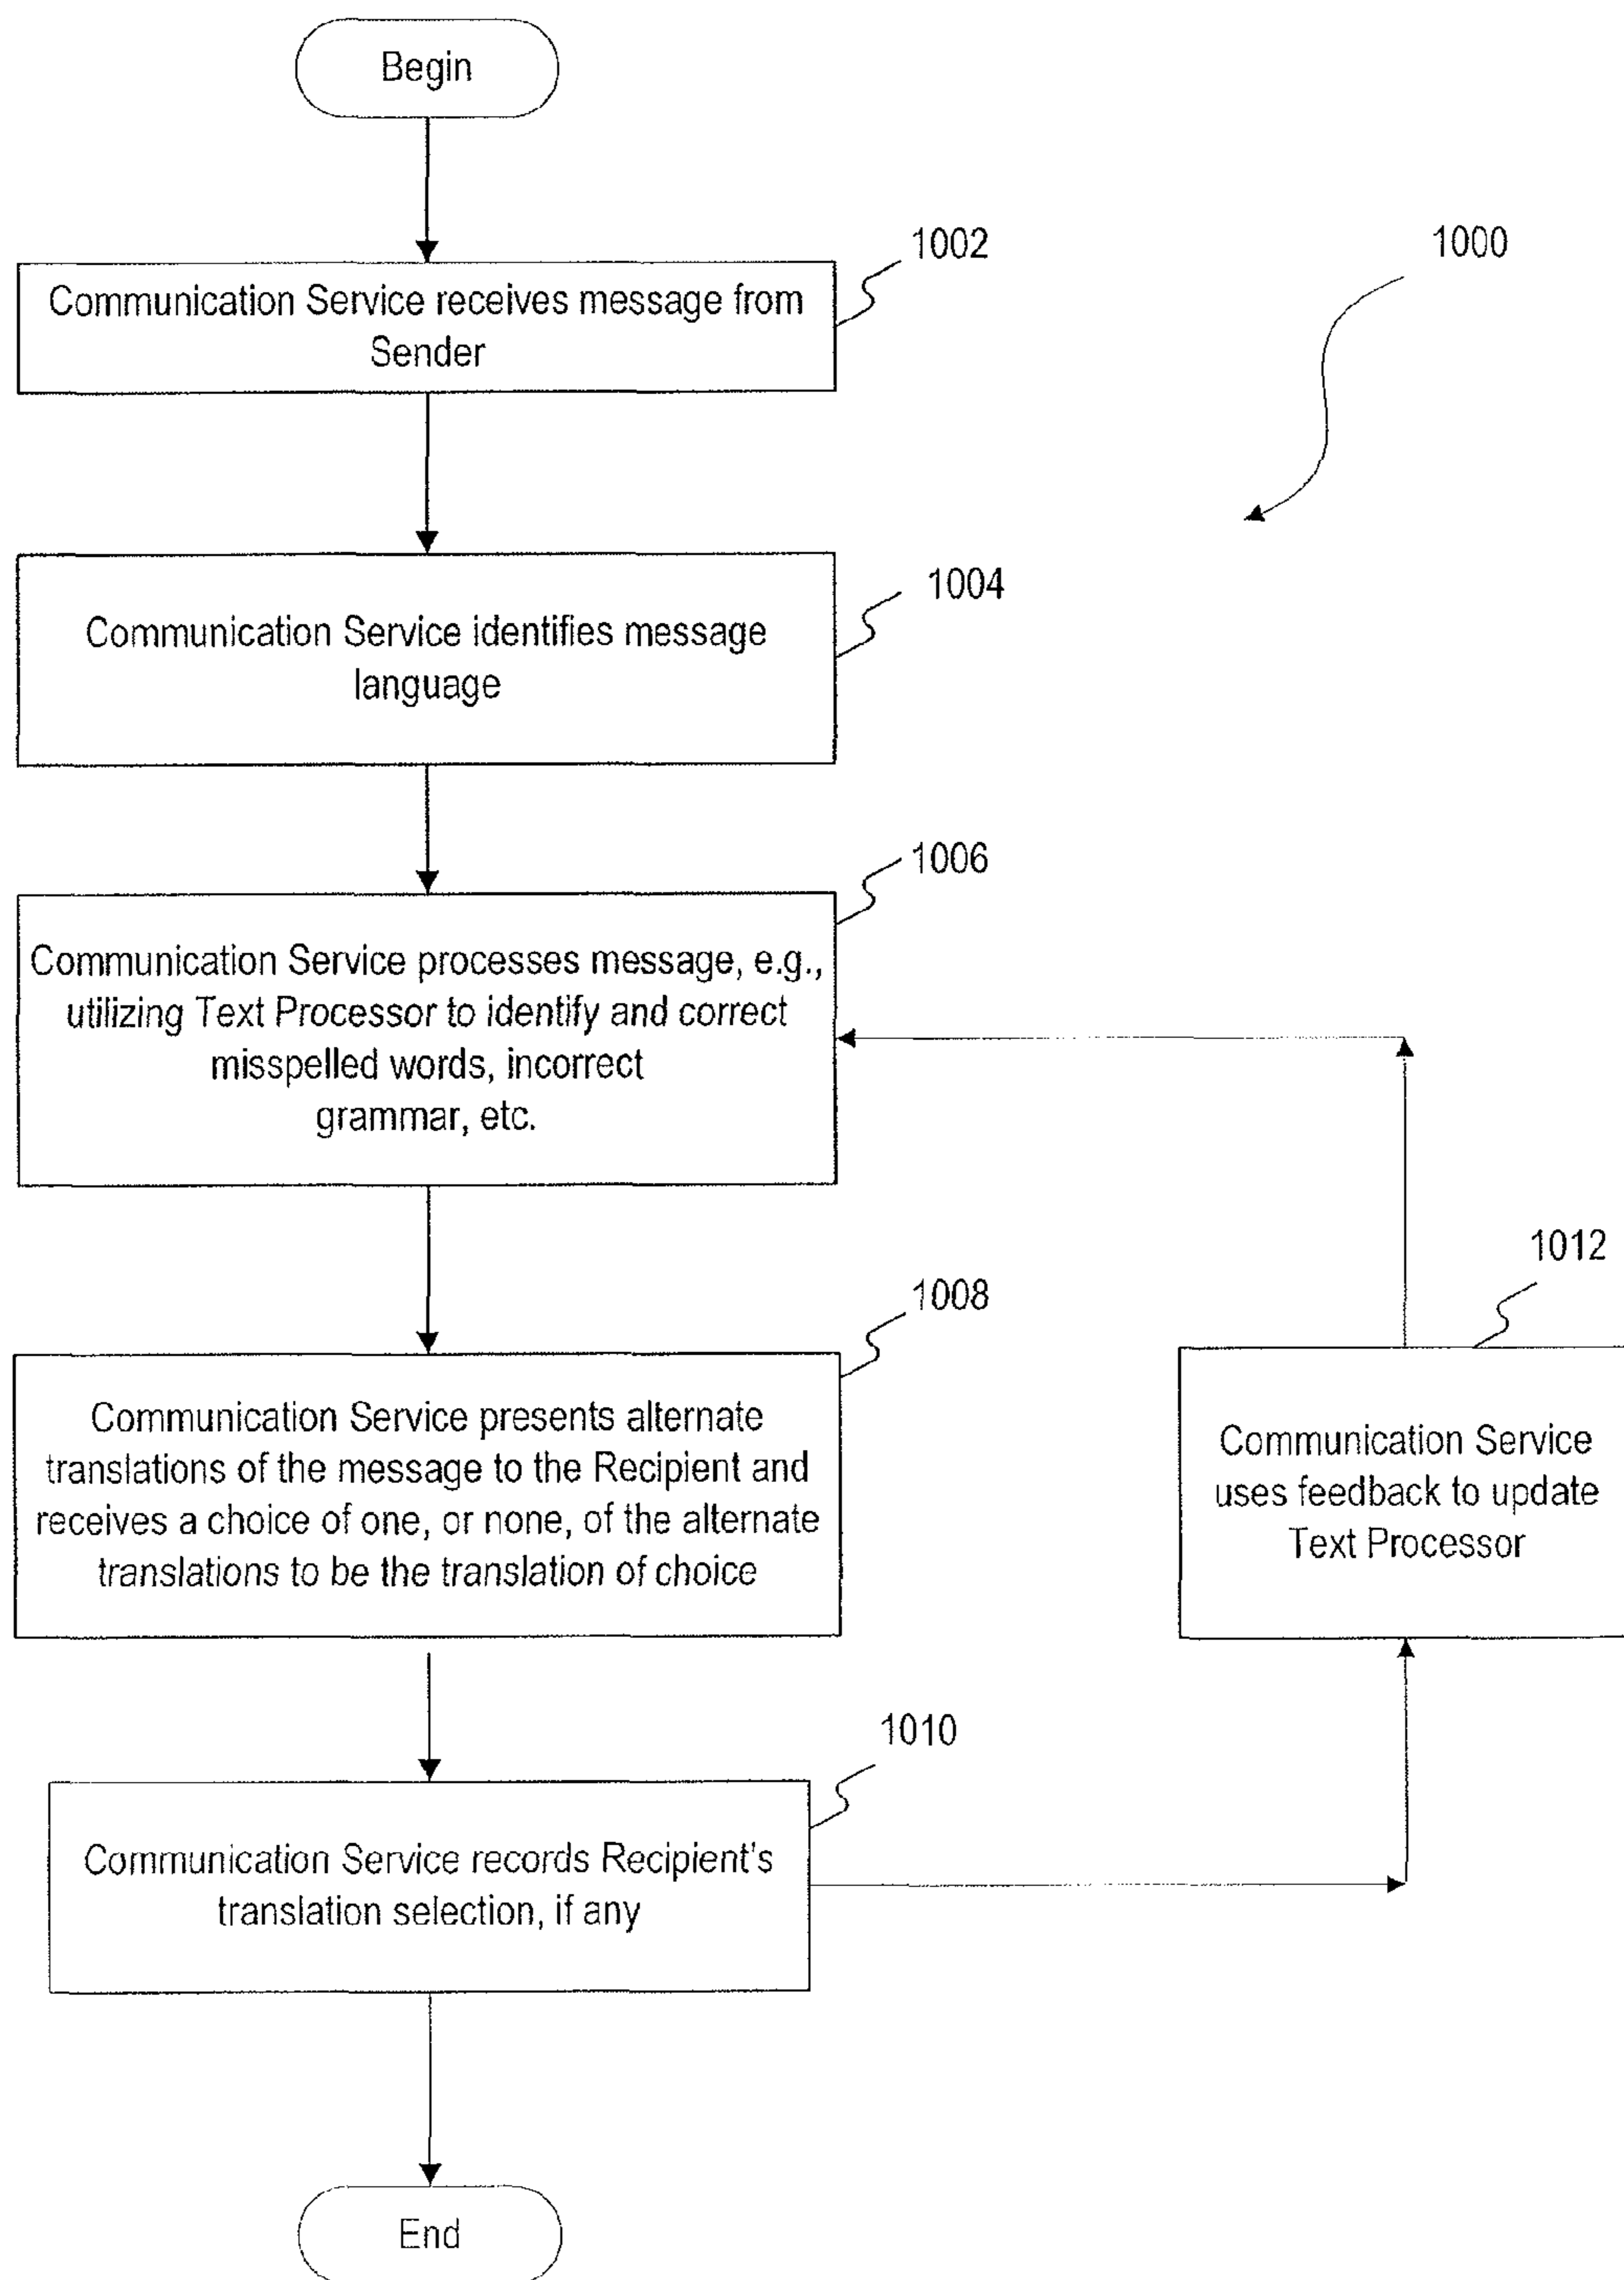 Begin
1002
1000
Communication Service receives message from
Sender
1004
Communication Service identifies message
language
1006
Communication Service processes message, e.g.,
utilizing Text Processor to identify and correct
misspelled words, incorrect
grammar, etc.
1008
Communication Service presents alternate
translations of the message to the Recipient and
receives a choice of one, or none, of the alternate
translations to be the translation of choice
1012
Communication Service
uses feedback to update
Text Processor
1010
Communication Service records Recipient's
translation selection, if any
End